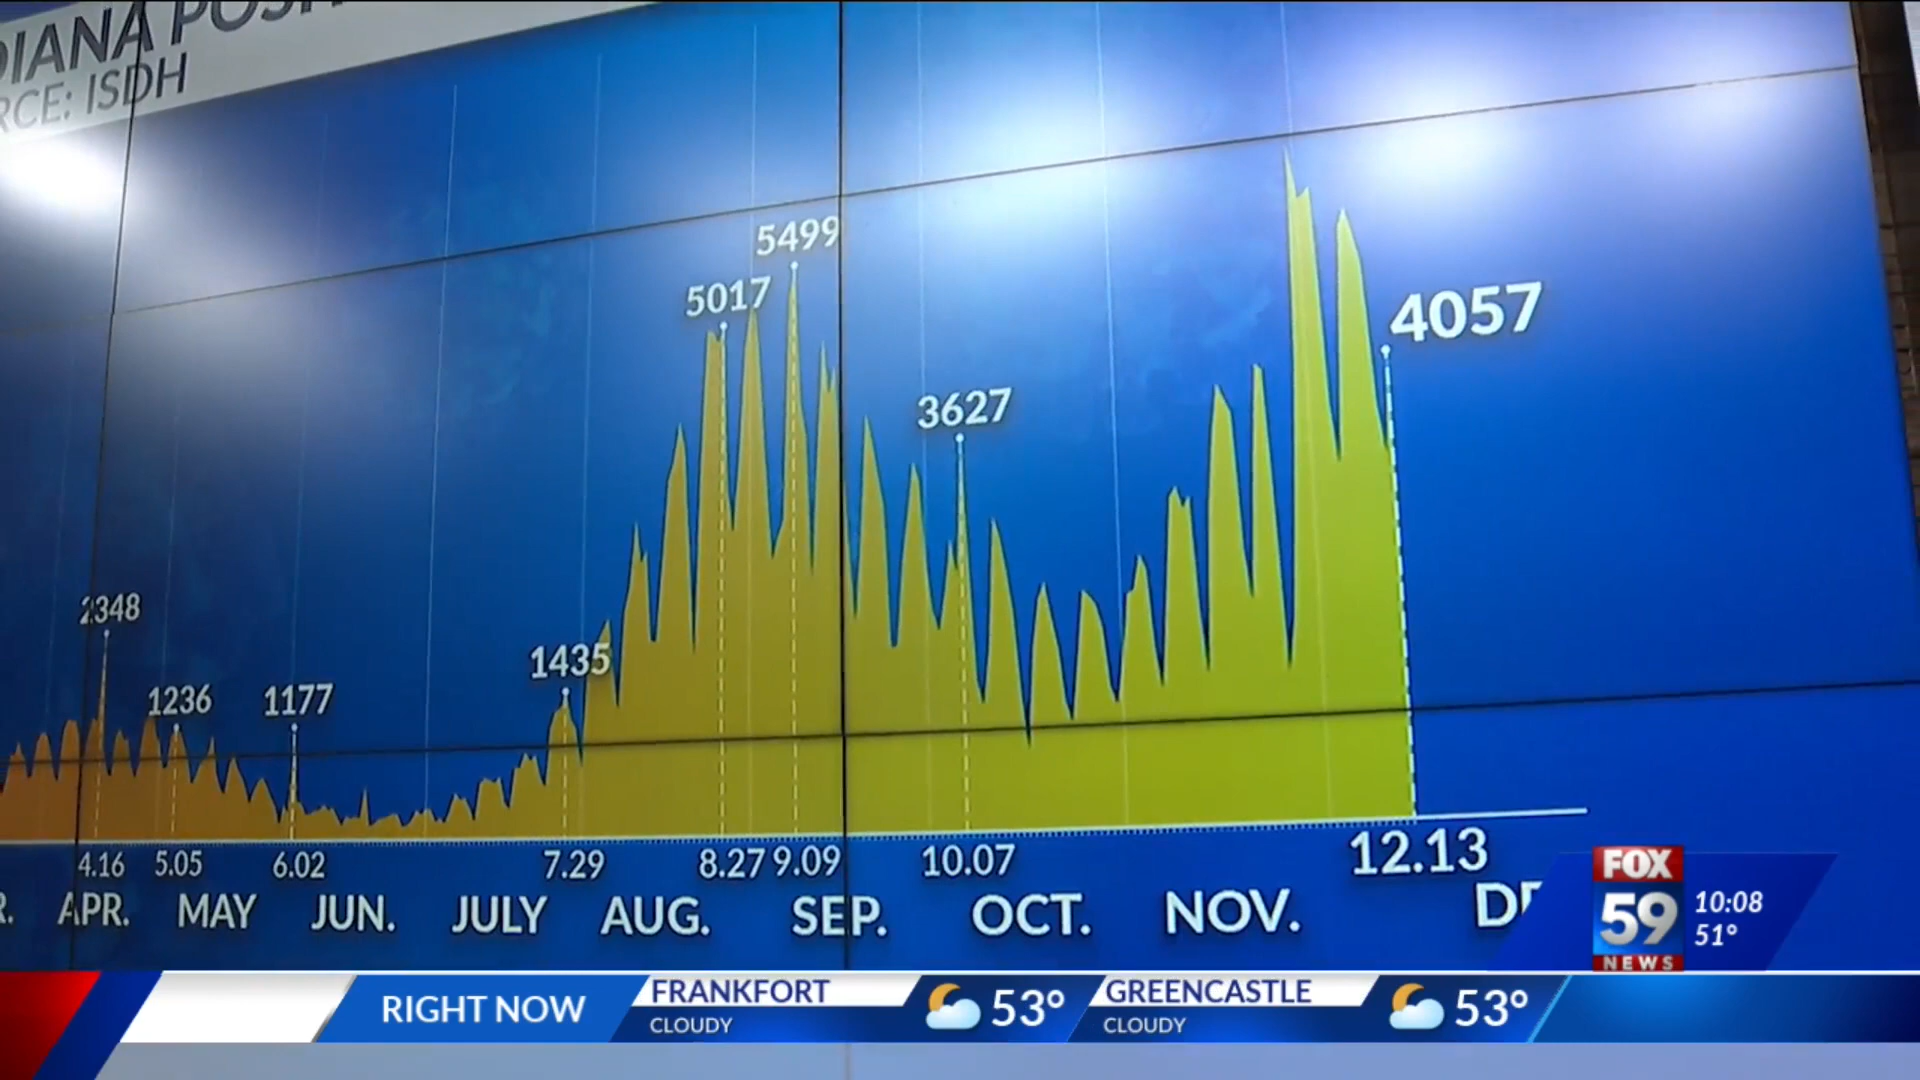 DIANA POS
RCE: ISDH
5499
5017
4057
3627
2348
1435
1236
1177
4.16
5.05
6.02
7.29
8.27
9.09
10.07
12.13
R.
APR.
MAY
JUN.
JULY
AUG.
SEP.
OCT.
NOV.
DE
FOX
59
NEWS
10:08
51°
RIGHT NOW
FRANKFORT
CLOUDY
53°
GREENCASTLE
CLOUDY
53°